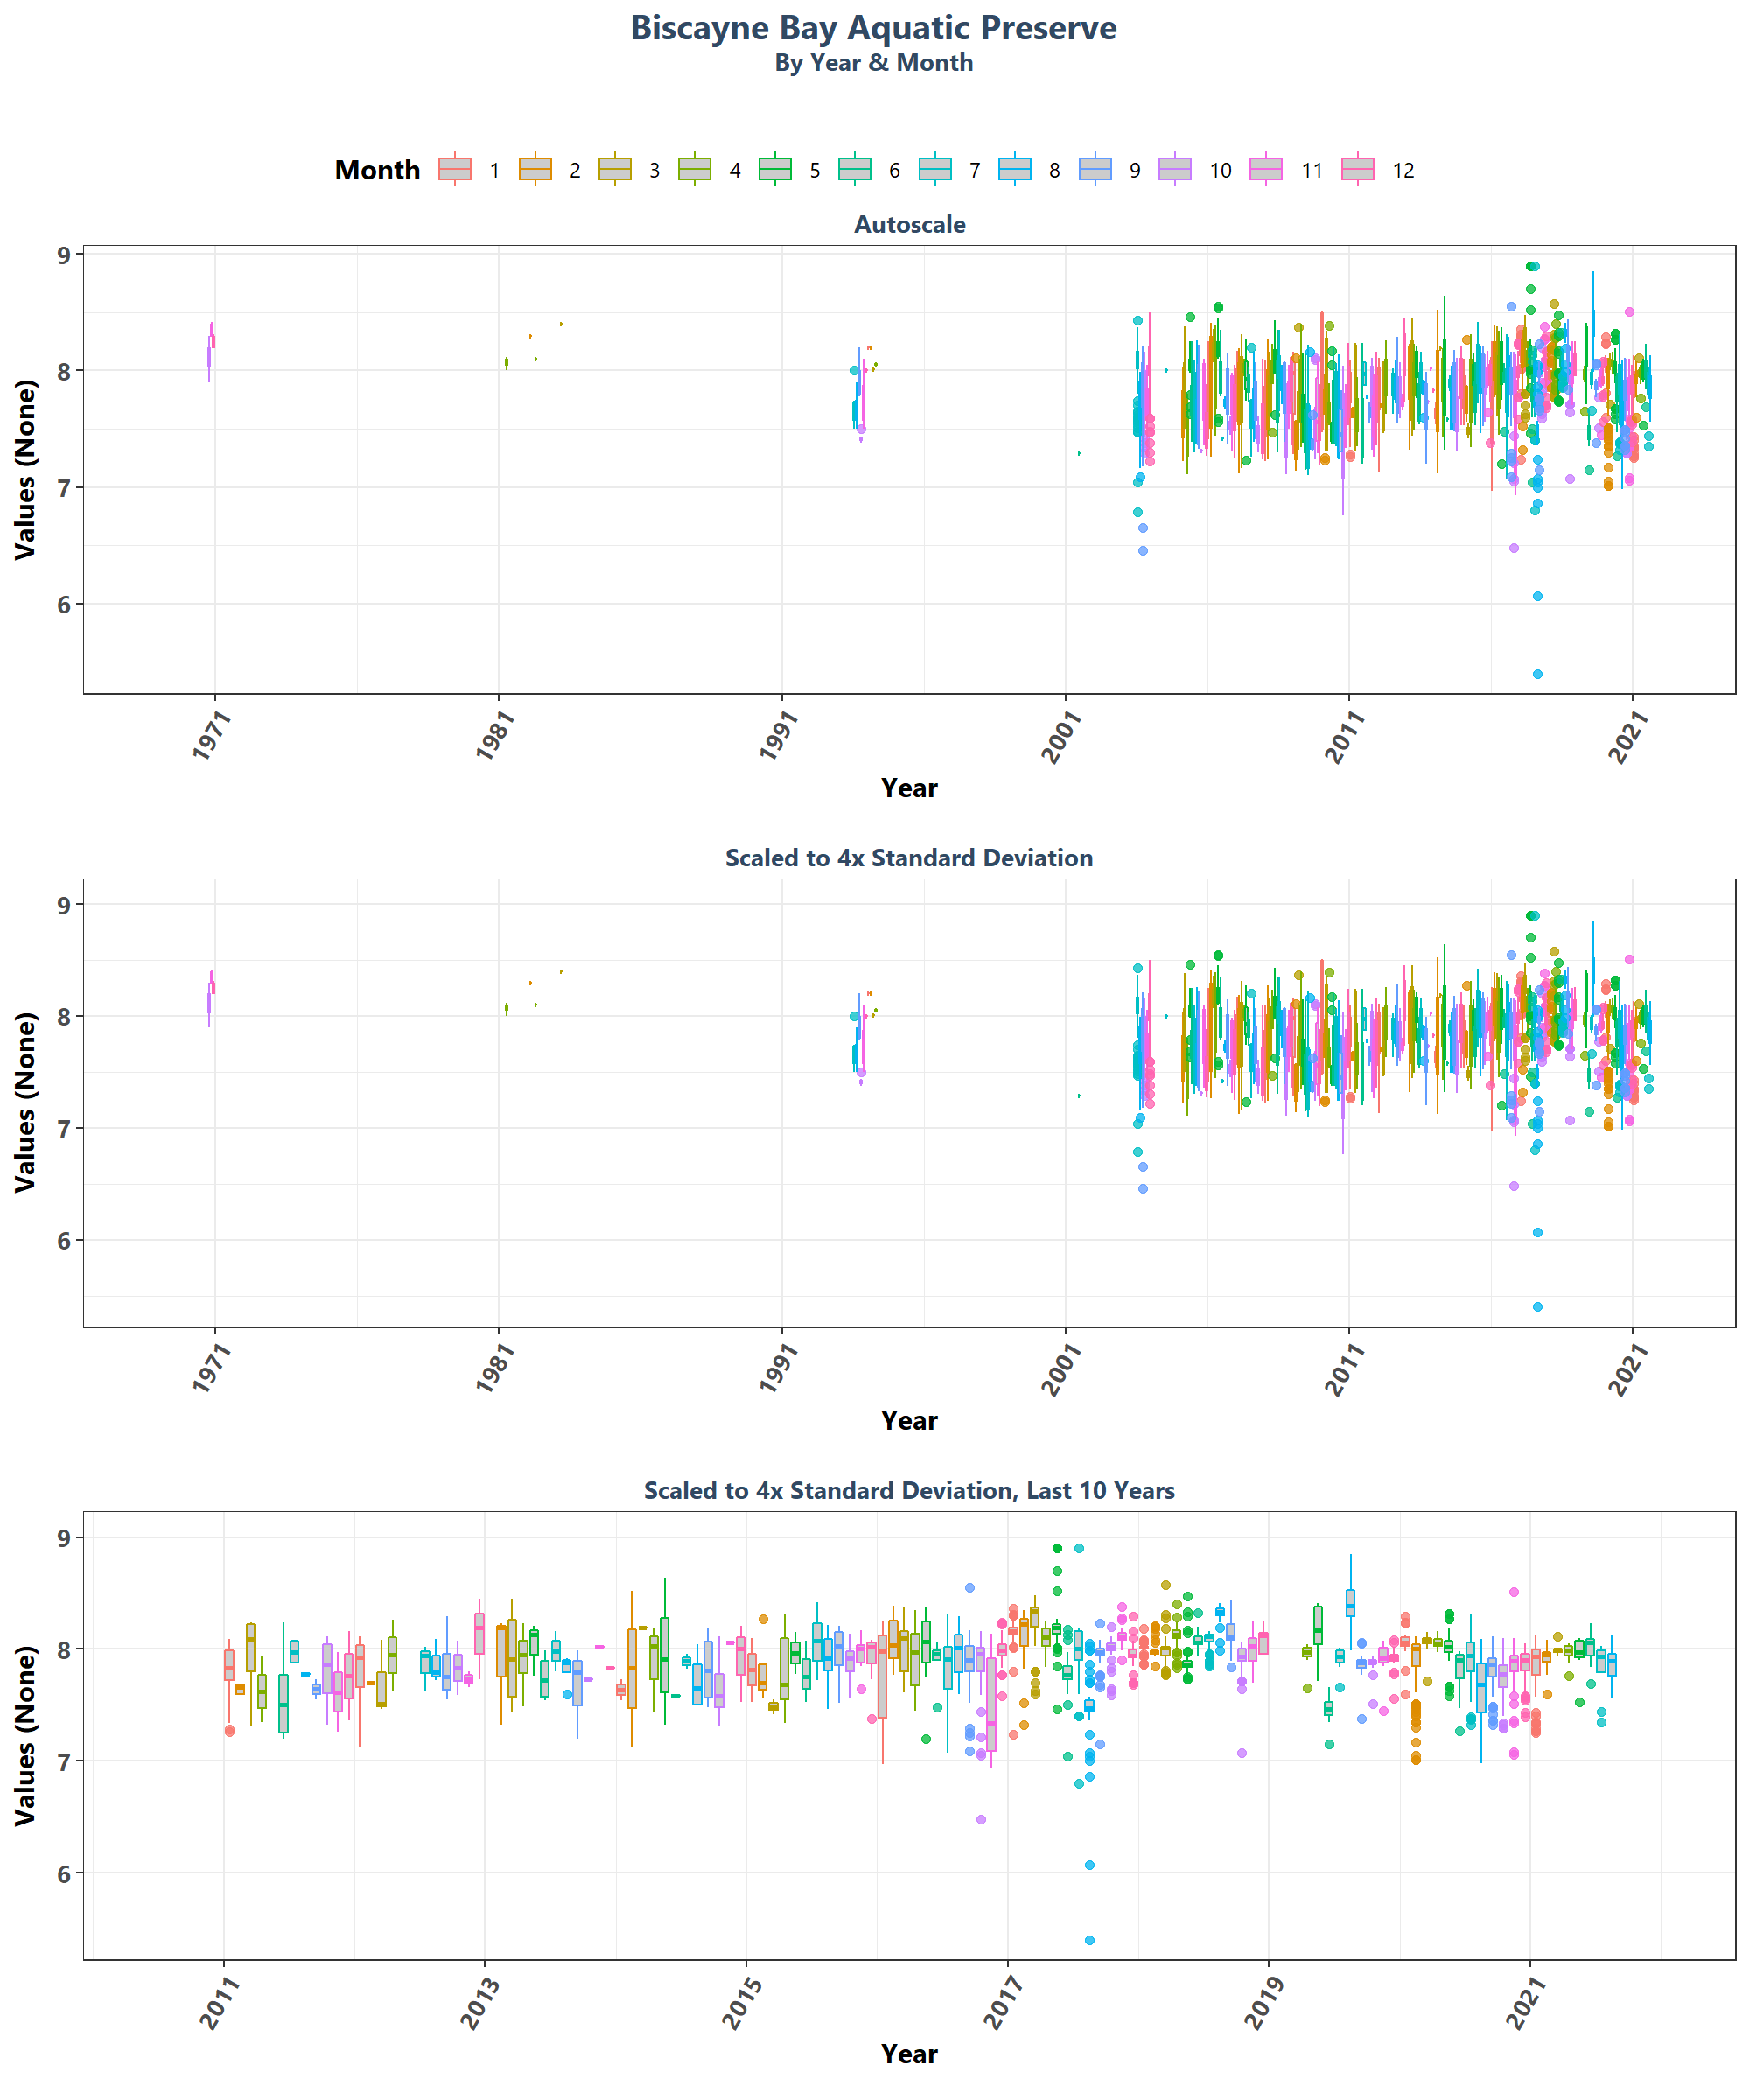 Biscayne Bay Aquatic Preserve
By Year & Month
Month 1 2 3 4 5 6 7 8 9 10 11 12
Autoscale
Values (None)
9
8
7
6
1971 1981 1991 2001 2011 2021
Year
Scaled to 4x Standard Deviation
Values (None)
9
8
7
6
1971 1981 1991 2001 2011 2021
Year
Scaled to 4x Standard Deviation, Last 10 Years
Values (None)
9
8
7
6
2011 2013 2015 2017 2019 2021
Year